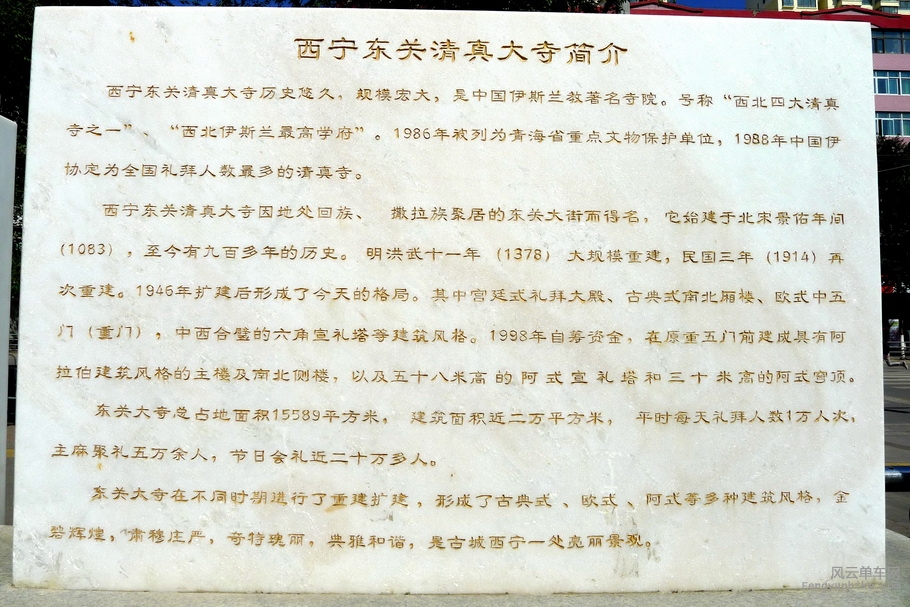 西宁东关清真大寺简介
西宁东关清真大寺历史悠久，规模宏大，是中国伊斯兰教著名寺院。号称“西北四大清真
寺之一”、“西北伊斯兰最高学府”。1986年被列为青海省重点文物保护单位，1988年中国伊
协定为全国礼拜人数最多的清真寺。
西宁东关清真大寺因地处回族、撒拉族聚居的东关大街而得名，它始建于北宋景佑年间
（1083），至今有九百多年的历史。明洪武十一年（1378）大规模重建，民国三年（1914）再
次重建。1946年扩建后形成了今天的格局。其中宫廷式礼拜大殿、古典式南北厢楼、欧式中五
门（重门），中西合璧的六角宣礼塔等建筑风格。1998年自筹资金，在原重五门前建成具有阿
拉伯建筑风格的主楼及南北侧楼，以及五十八米高的阿式宣礼塔和三十米高的阿式穹顶。
东关大寺总占地面积15589平方米，建筑面积近二万平方米，平时每天礼拜人数1万人次，
主麻聚礼五万余人，节日会礼近二十万多人。
东关大寺在不同时期进行了重建扩建，形成了古典式、欧式、阿式等多种建筑风格，金
碧辉煌，肃穆庄严，奇特瑰丽，典雅和谐，是古城西宁一处亮丽景观。
风云单车